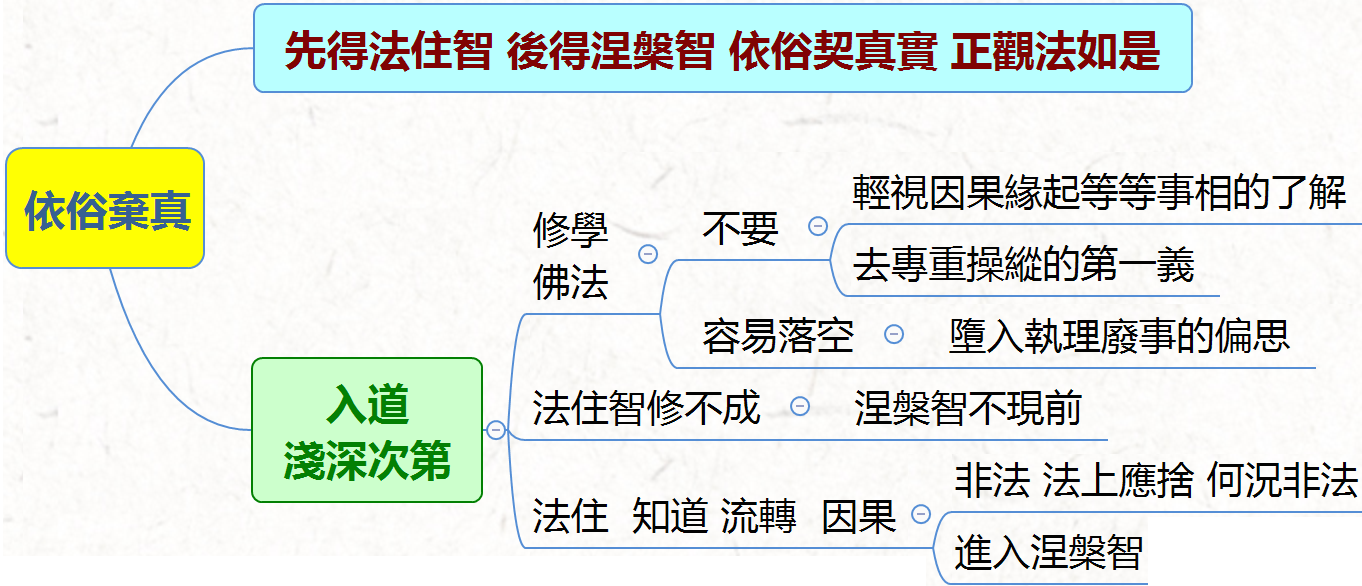 先得法住智 後得涅槃智 依俗契真實 正觀法如是
依俗棄真
入道
淺深次第
修學
佛法
不要
輕視因果緣起等等事相的了解
去專重操縱的第一義
容易落空
墮入執理廢事的偏思
法住智修不成
涅槃智不現前
法住 知道 流轉 因果
非法 法上應捨 何況非法
進入涅槃智